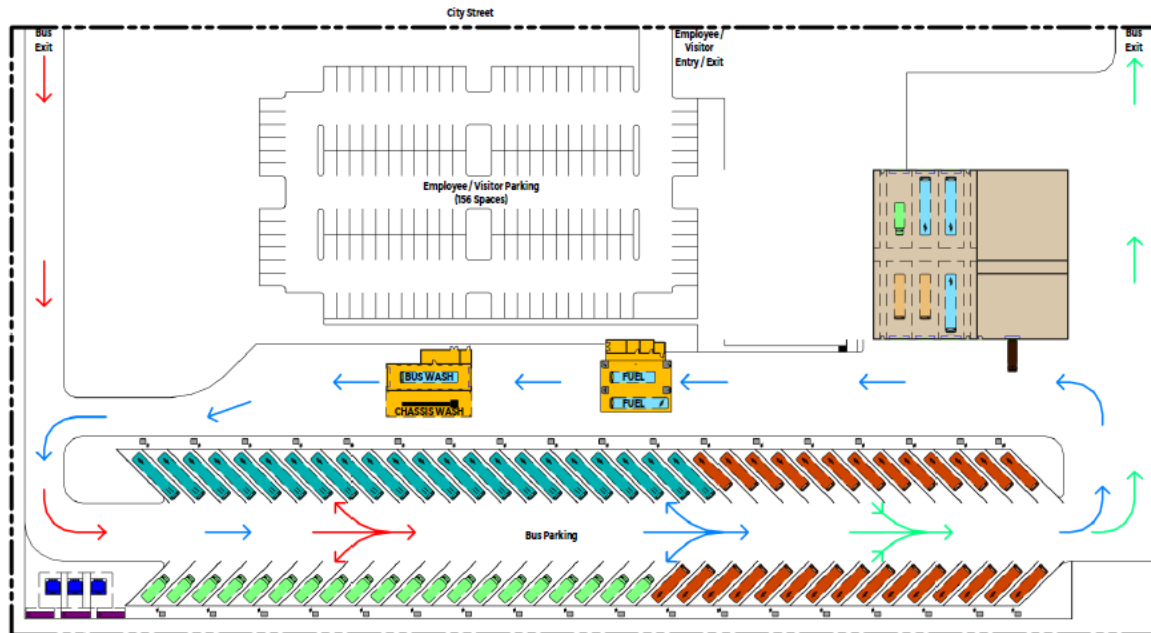 City Street
Bus
Exit
Employee /
Visitor
Entry / Exit
Bus
Exit
Employee / Visitor Parking
(156 Spaces)
BUS WASH
CHASSIS WASH
FUEL
FUEL
Bus Parking